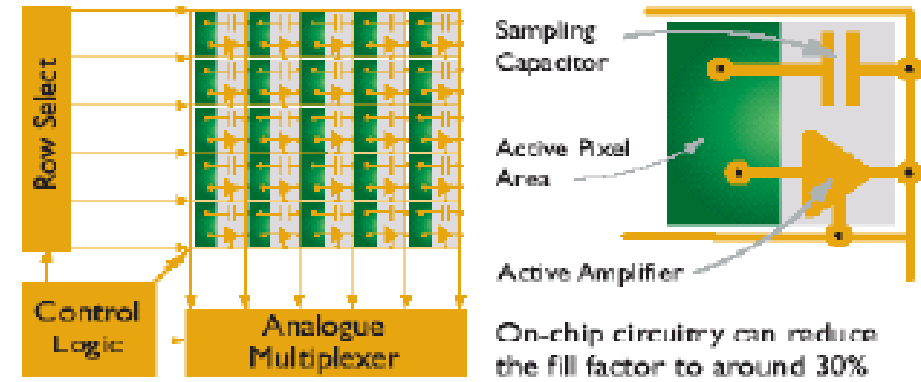 Row Select
Control
Logic
Analogue
Multiplexer
Sampling
Capacitor
Active Pixel
Area
Active Amplifier
On-chip circuitry can reduce
the fill factor to around 30%